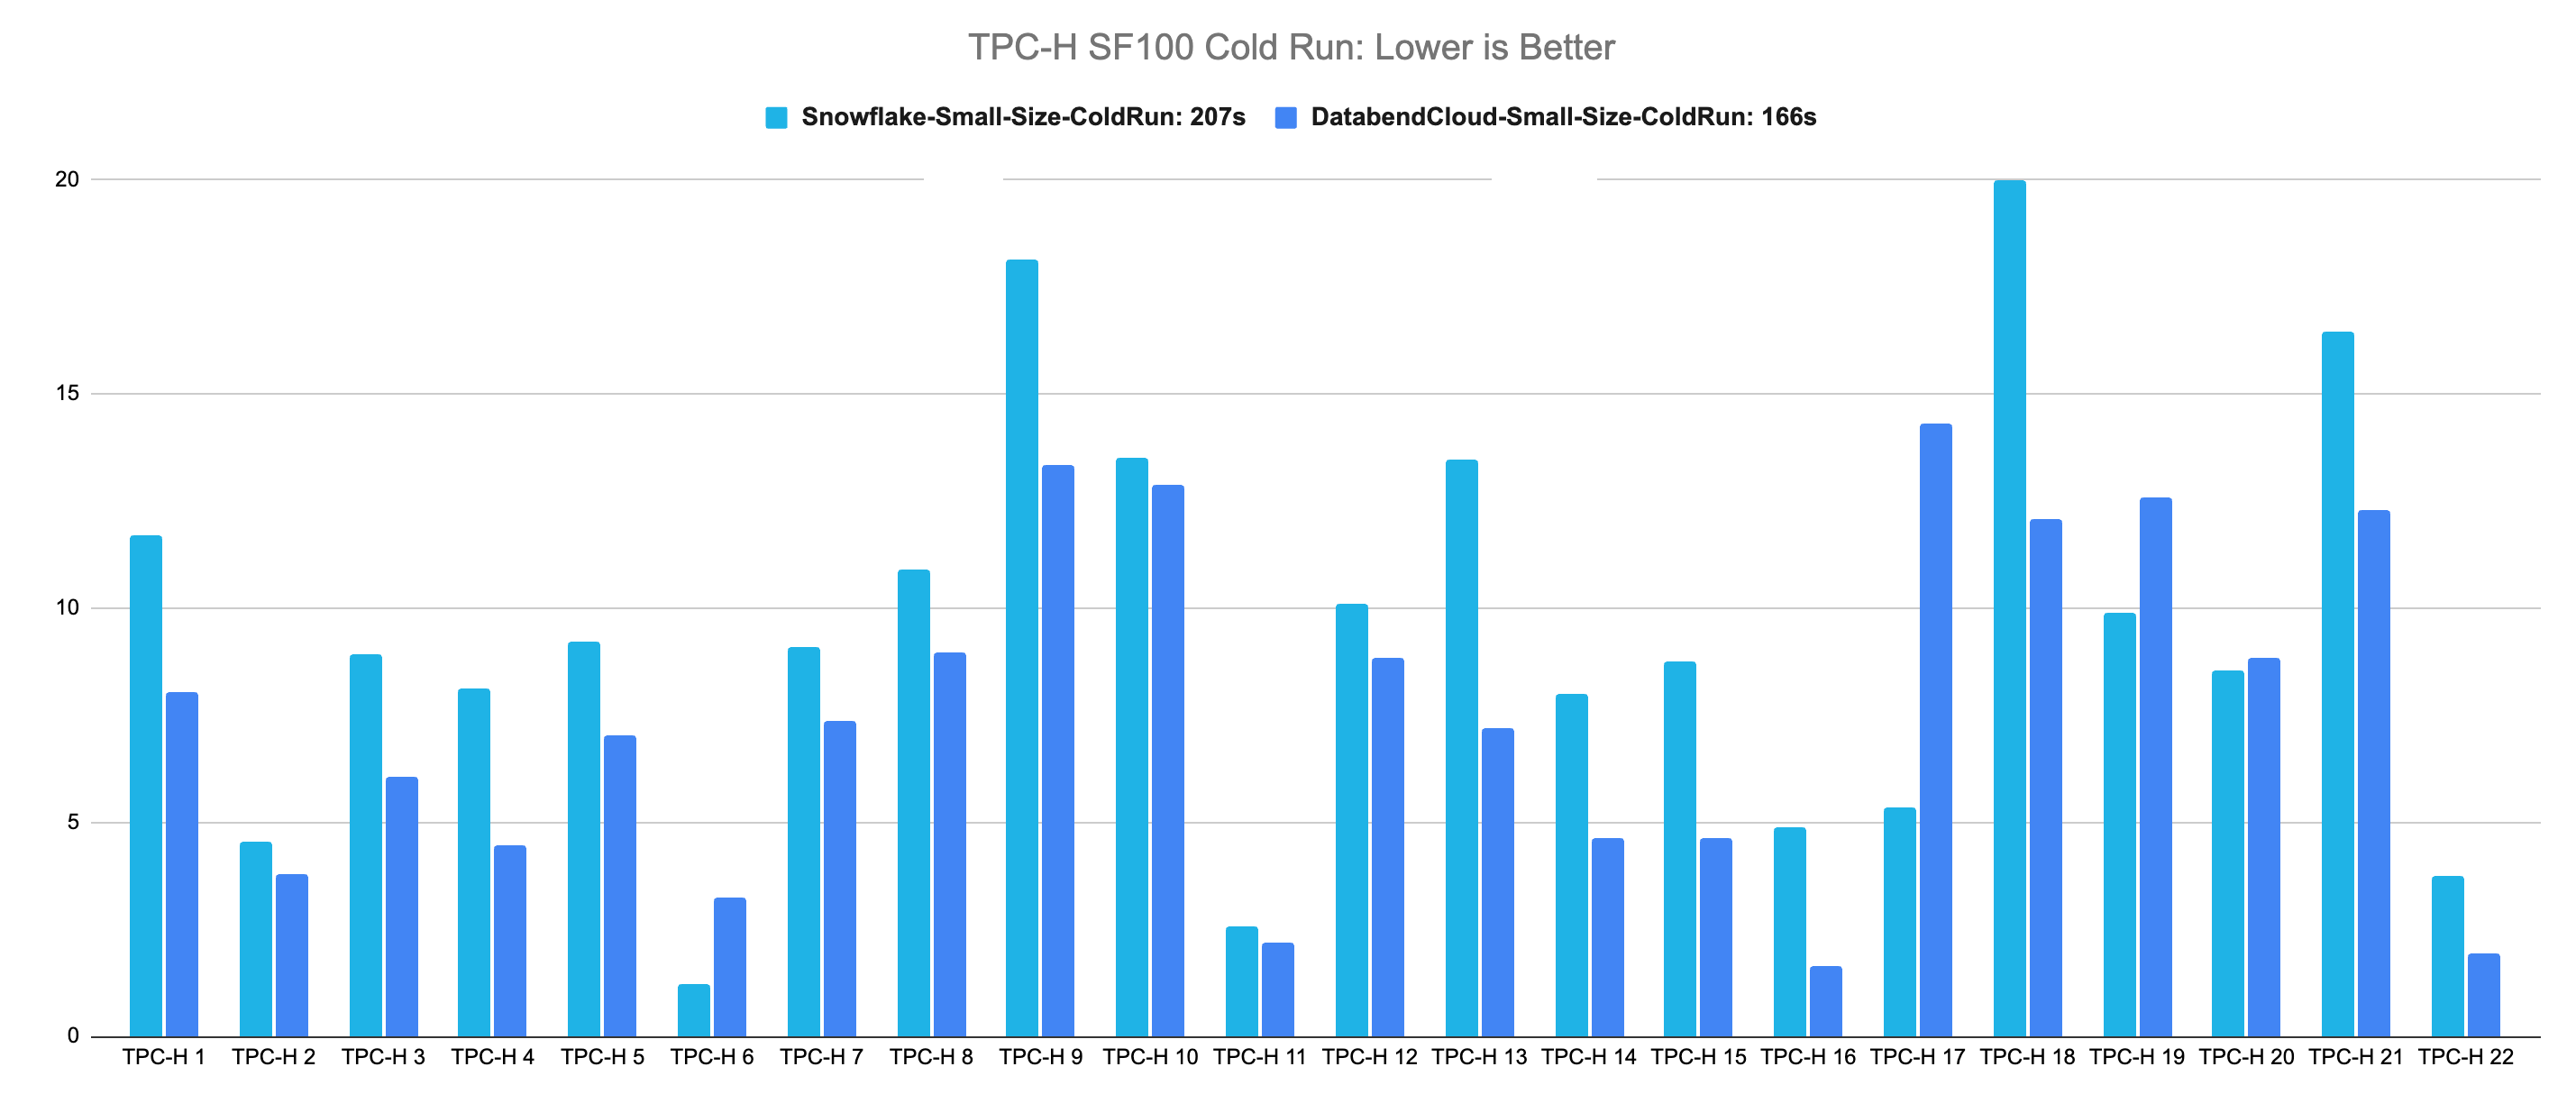 TPC-H SF100 Cold Run: Lower is Better
Snowflake-Small-Size-ColdRun: 207s DatabendCloud-Small-Size-ColdRun: 166s
20
15
10
5
0
TPC-H 1 TPC-H 2 TPC-H 3 TPC-H 4 TPC-H 5 TPC-H 6 TPC-H 7 TPC-H 8 TPC-H 9 TPC-H 10 TPC-H 11 TPC-H 12 TPC-H 13 TPC-H 14 TPC-H 15 TPC-H 16 TPC-H 17 TPC-H 18 TPC-H 19 TPC-H 20 TPC-H 21 TPC-H 22